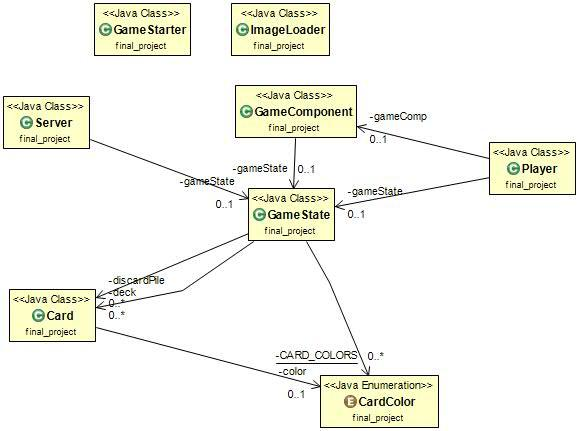 <<Java Class>>
GameStarter
final_project
<<Java Class>>
ImageLoader
final_project
<<Java Class>>
Server
final_project
<<Java Class>>
GameComponent
final_project
-gameComp
0..1
<<Java Class>>
Player
final_project
-gameState
0..1
-gameState
0..1
-gameState
0..1
<<Java Class>>
GameState
final_project
-discardPile
-deck
0..*
0..*
<<Java Class>>
Card
final_project
-CARD_COLORS
0..*
-color
0..1
<<Java Enumeration>>
CardColor
final_project